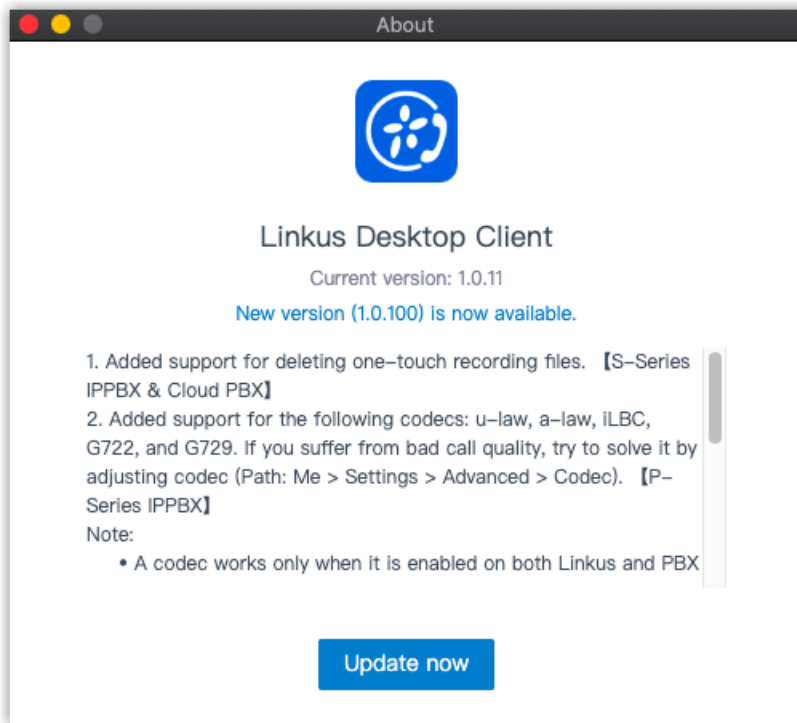 About
Linkus Desktop Client
Current version: 1.0.11
New version (1.0.100) is now available.
1. Added support for deleting one-touch recording files. 【S-Series
IPPBX & Cloud PBX】
2. Added support for the following codecs: u-law, a-law, iLBC,
G722, and G729. If you suffer from bad call quality, try to solve it by
adjusting codec (Path: Me > Settings > Advanced > Codec). 【P-
Series IPPBX】
Note:
• A codec works only when it is enabled on both Linkus and PBX
Update now